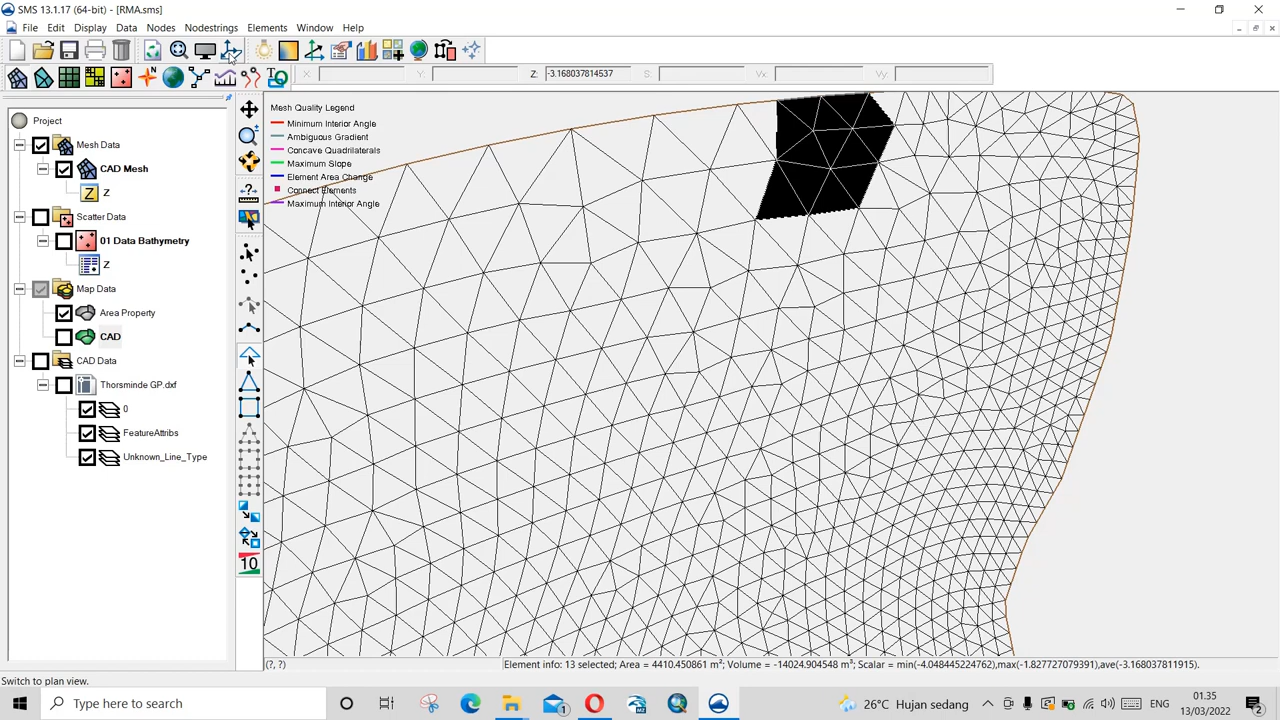 SMS 13.1.17 (64-bit) - [RMA.sms]
File Edit Display Data Nodes Nodestrings Elements Window Help
X Y Z: -3.168037814537 S: Vx Vy
Project
Mesh Data
CAD Mesh
Z
Scatter Data
01 Data Bathymetry
Z
Map Data
Area Property
CAD
CAD Data
Thorsminde GP.dxf
0
FeatureAttribs
Unknown_Line_Type
10
Mesh Quality Legend
Minimum Interior Angle
Ambiguous Gradient
Concave Quadrilaterals
Maximum Slope
Element Area Change
Connect Elements
Maximum Interior Angle
(?, ?) Element info: 13 selected; Area = 4410.450861 m²; Volume = -14024.904548 m³; Scalar = min(-4.048445224762),max(-1.827727079391),ave(-3.168037811915).
Switch to plan view.
Type here to search
26°C Hujan sedang
ENG
01.35
13/03/2022
2